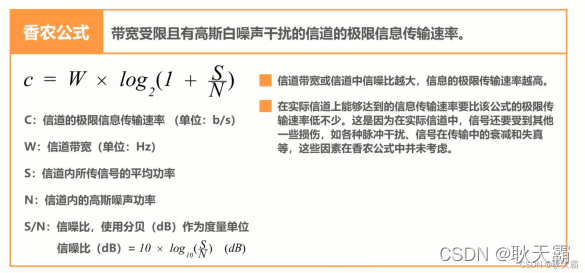 香农公式
带宽受限且有高斯白噪声干扰的信道的极限信息传输速率。
c = W × log₂(1 + S/N)
C：信道的极限信息传输速率 （单位：b/s）
W：信道带宽（单位：Hz）
S：信道内所传信号的平均功率
N：信道内的高斯噪声功率
S/N：信噪比，使用分贝（dB）作为度量单位
信噪比（dB）= 10 × log₁₀(S/N) (dB)
信道带宽或信道中信噪比越大，信息的极限传输速率越高。
在实际信道上能够达到的信息传输速率要比该公式的极限传
输速率低不少。这是因为在实际信道中，信号还要受到其他
一些损伤，如各种脉冲干扰、信号在传输中的衰减和失真
等，这些因素在香农公式中并未考虑。
CSDN @耿天霸
CSDN @耿天霸